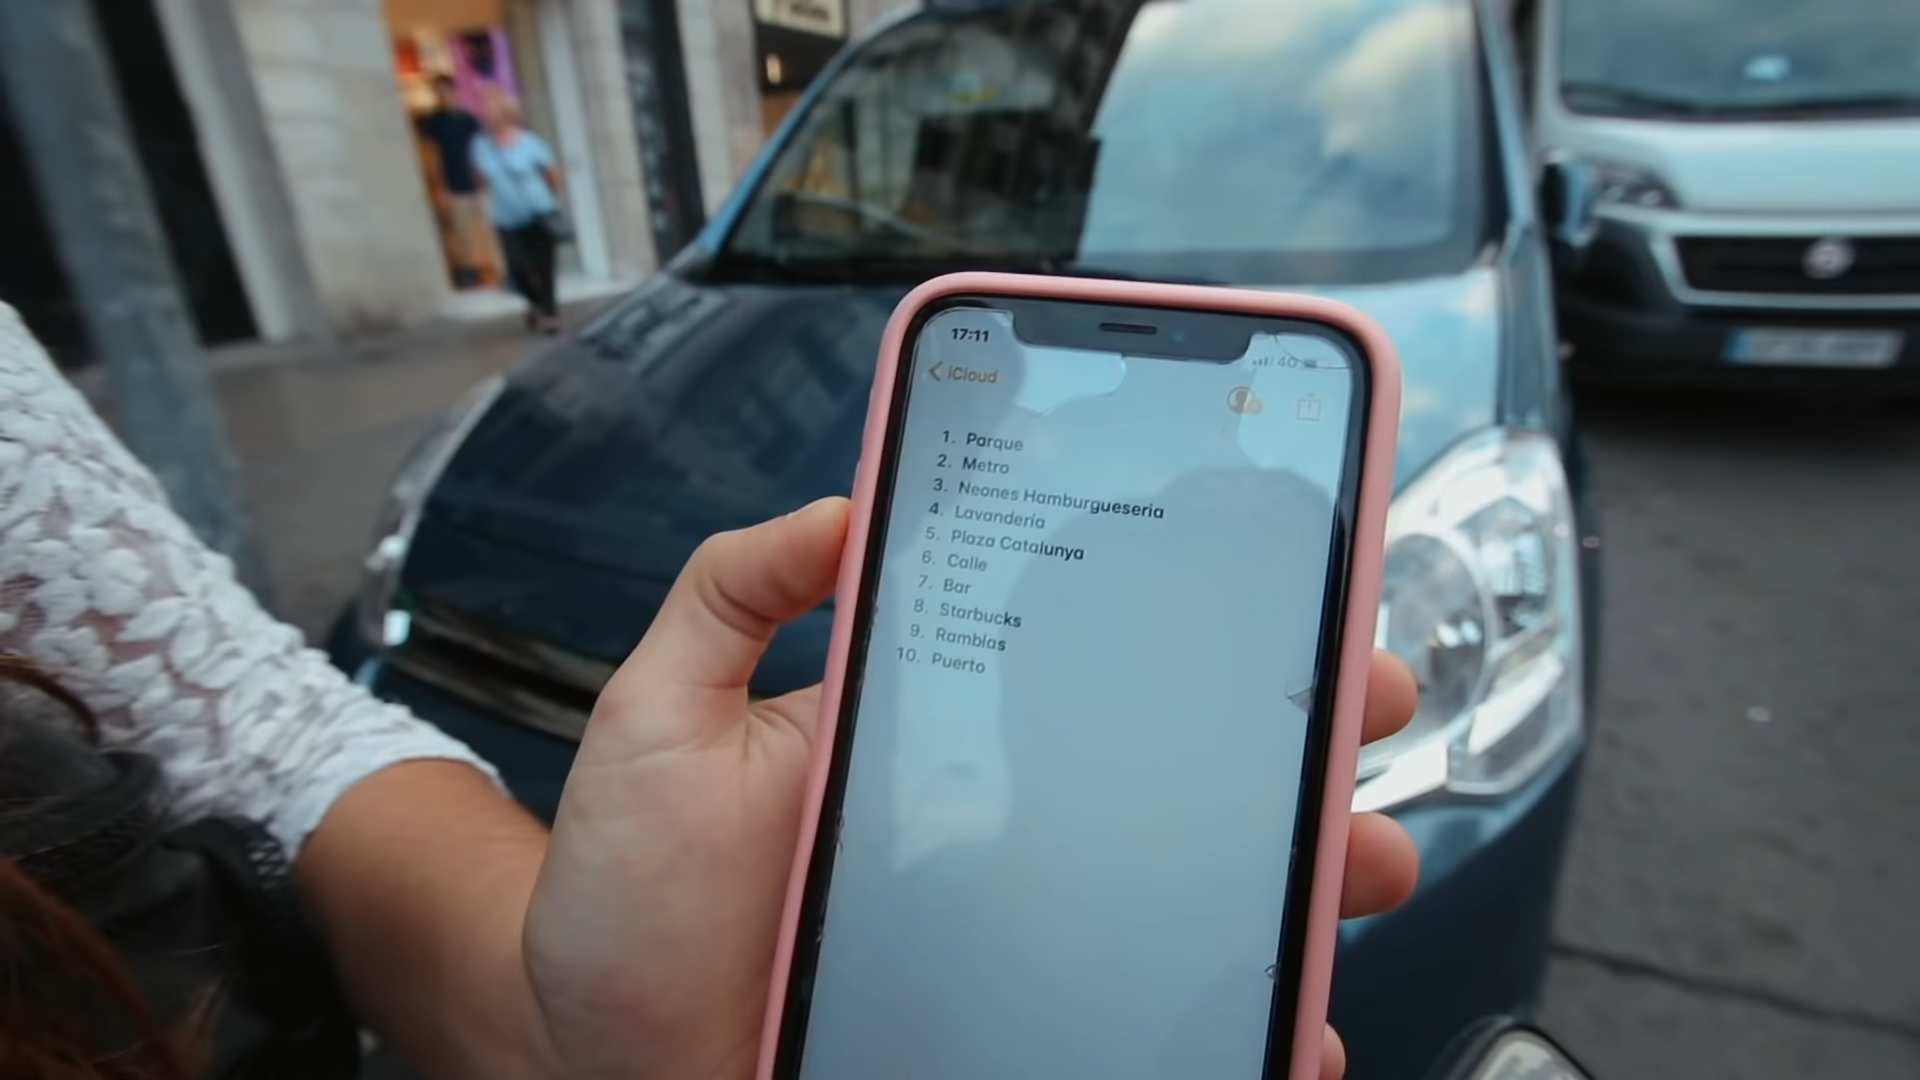 17:11
4G
iCloud
1. Parque
2. Metro
3. Neones Hamburgueseria
4. Lavandería
5. Plaza Catalunya
6. Calle
7. Bar
8. Starbucks
9. Ramblas
10. Puerto